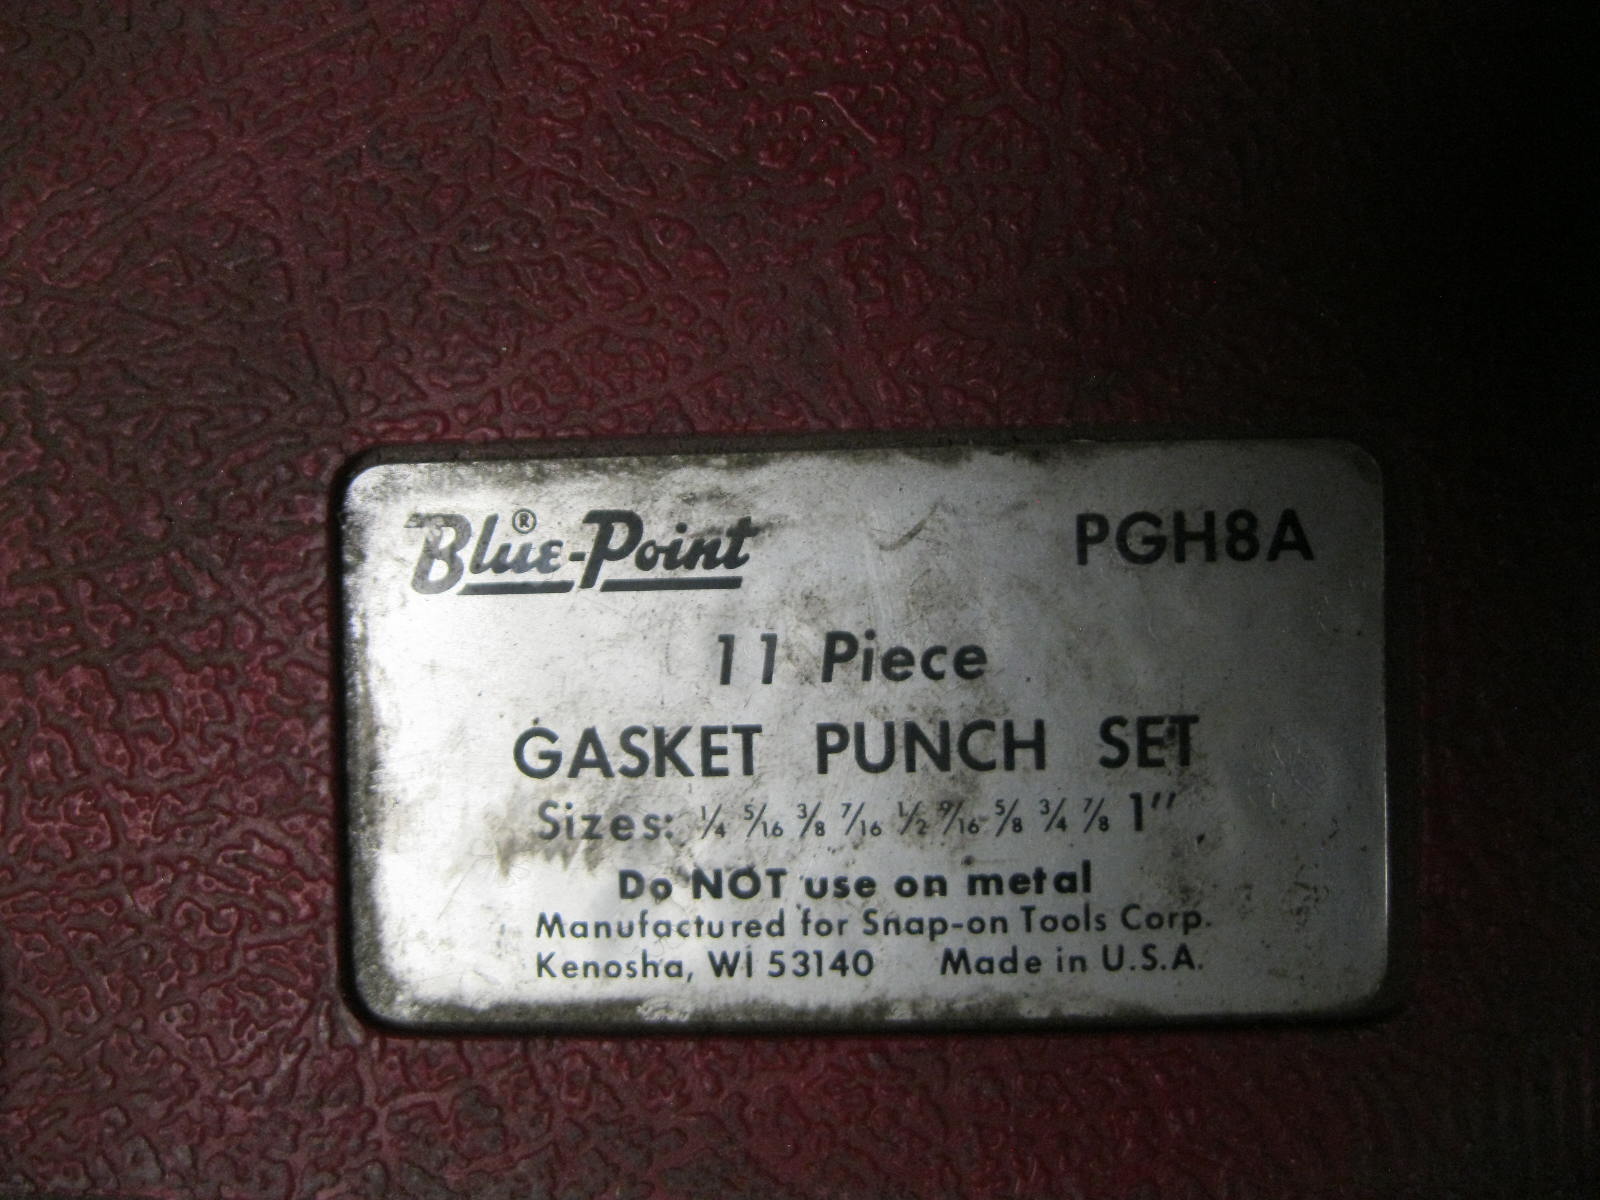 Blue-Point® PGH8A
11 Piece
GASKET PUNCH SET
Sizes: 1/4 5/16 3/8 7/16 1/2 9/16 5/8 3/4 7/8 1"
Do NOT use on metal
Manufactured for Snap-on Tools Corp.
Kenosha, WI 53140 Made in U.S.A.